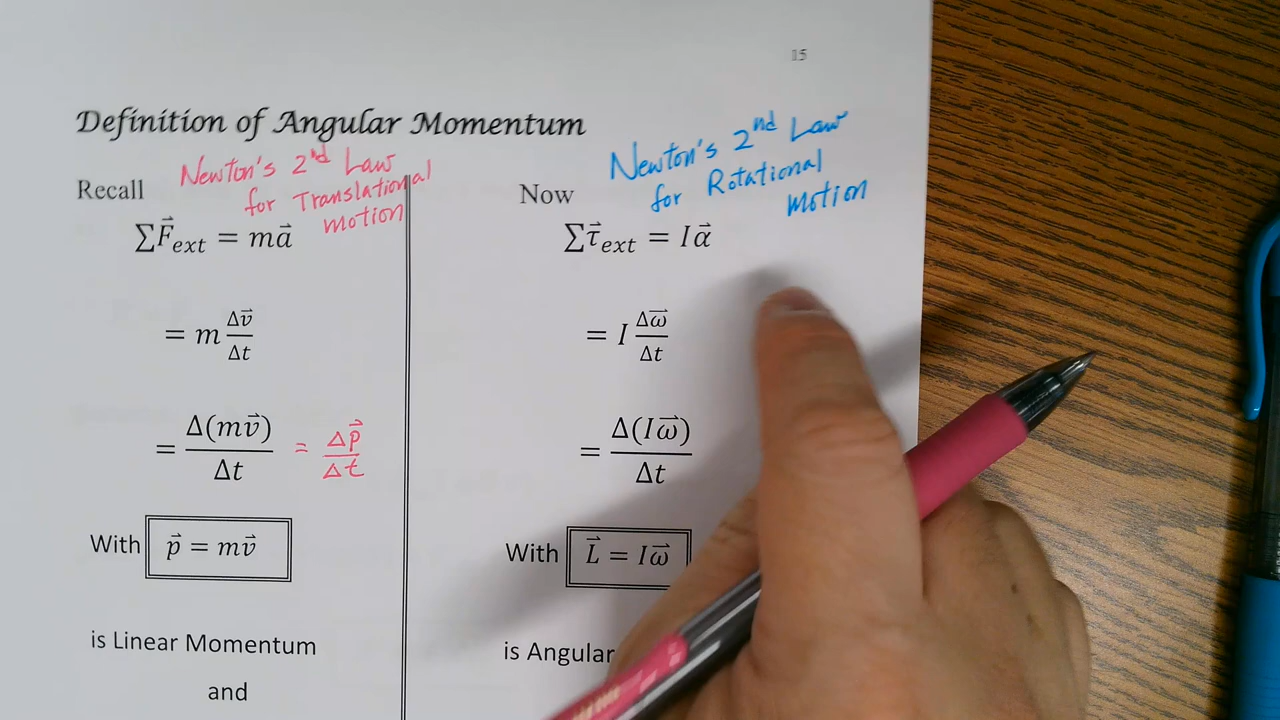 15
Definition of Angular Momentum
Recall
Newton's 2nd Law
for Translational
motion
∑F⃗ext = ma⃗
= m Δv⃗/Δt
= Δ(mv⃗)/Δt = Δp⃗/Δt
With p⃗ = mv⃗
is Linear Momentum
and
Now
Newton's 2nd Law
for Rotational
motion
∑τ⃗ext = Iα⃗
= I Δω⃗/Δt
= Δ(Iω⃗)/Δt
With L⃗ = Iω⃗
is Angular